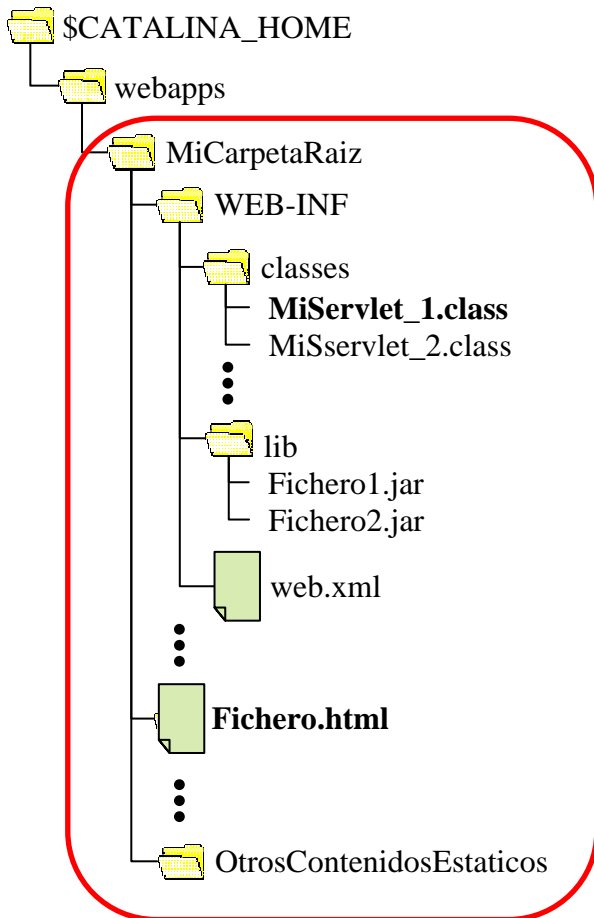 $CATALINA_HOME
webapps
MiCarpetaRaiz
WEB-INF
classes
MiServlet_1.class
MiSservlet_2.class
lib
Fichero1.jar
Fichero2.jar
web.xml
Fichero.html
OtrosContenidosEstaticos